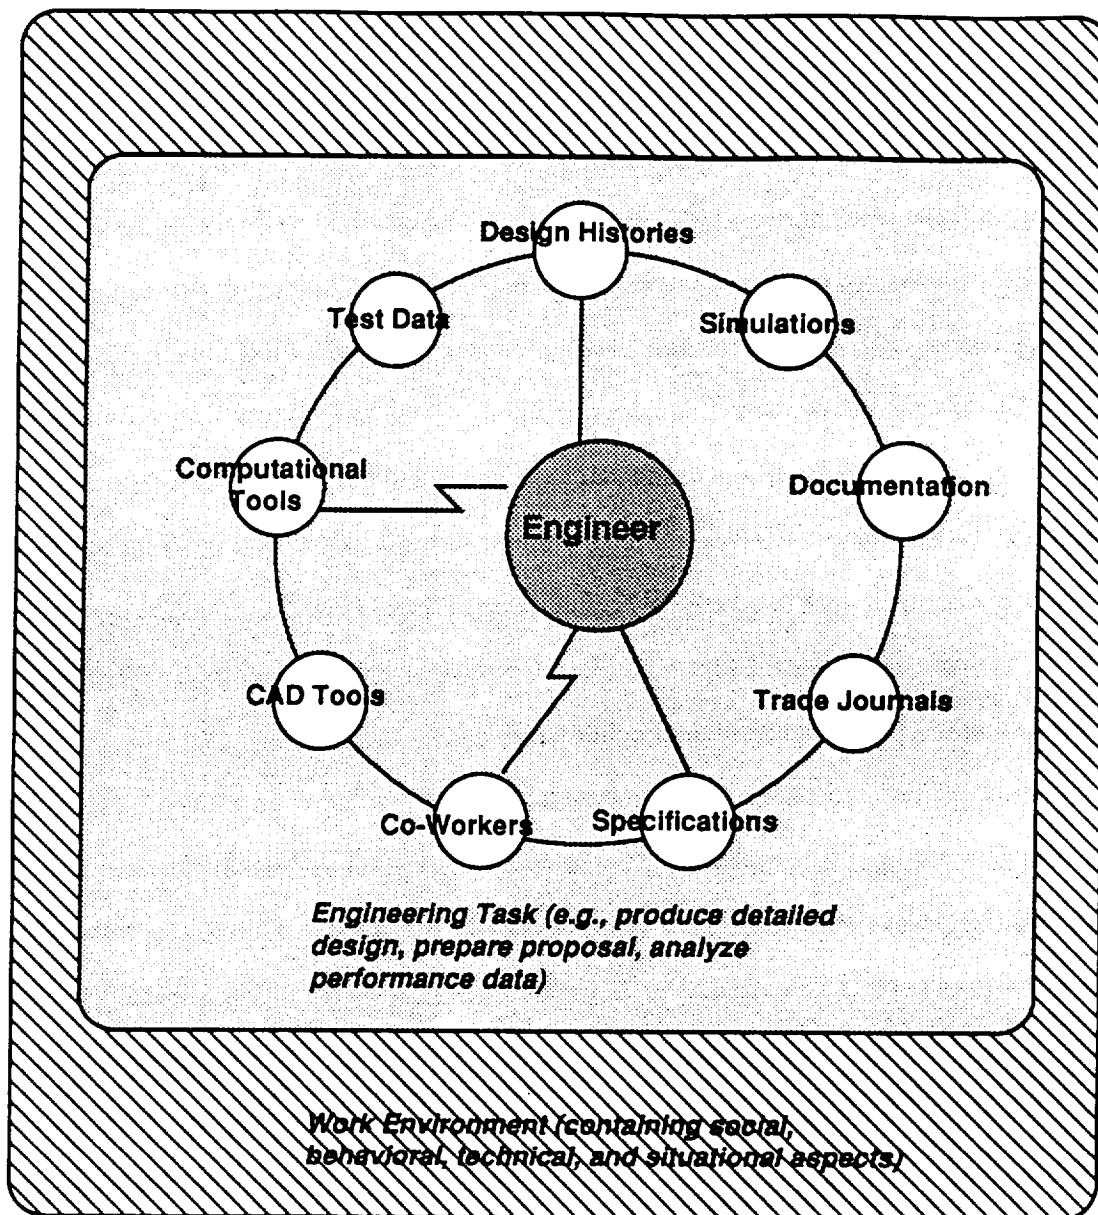 Design Histories
Test Data
Simulations
Computational
Tools
Documentation
Engineer
CAD Tools
Trade Journals
Co-Workers
Specifications
Engineering Task (e.g., produce detailed
design, prepare proposal, analyze
performance data)
Work Environment (containing social,
behavioral, technical, and situational aspects)